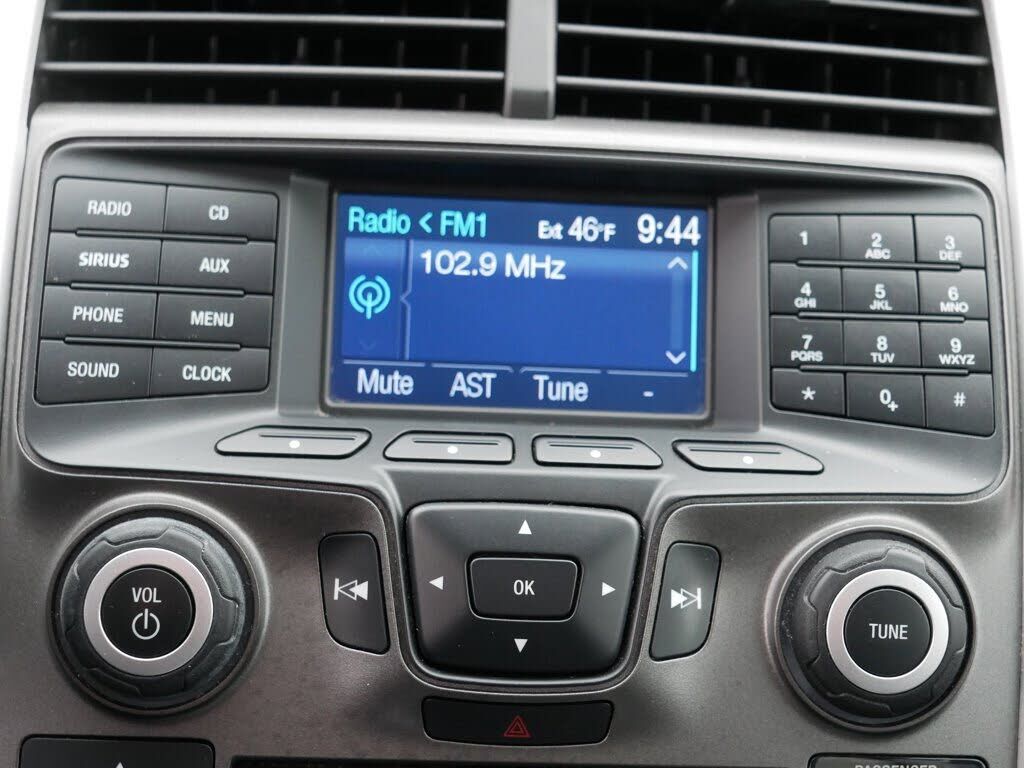 Radio < FM1 Ext 46°F 9:44
102.9 MHz
Mute AST Tune -
RADIO CD
SIRIUS AUX
PHONE MENU
SOUND CLOCK
1 2 ABC 3 DEF
4 GHI 5 JKL 6 MNO
7 PQRS 8 TUV 9 WXYZ
* 0+ #
VOL
OK
TUNE
PASSENGER